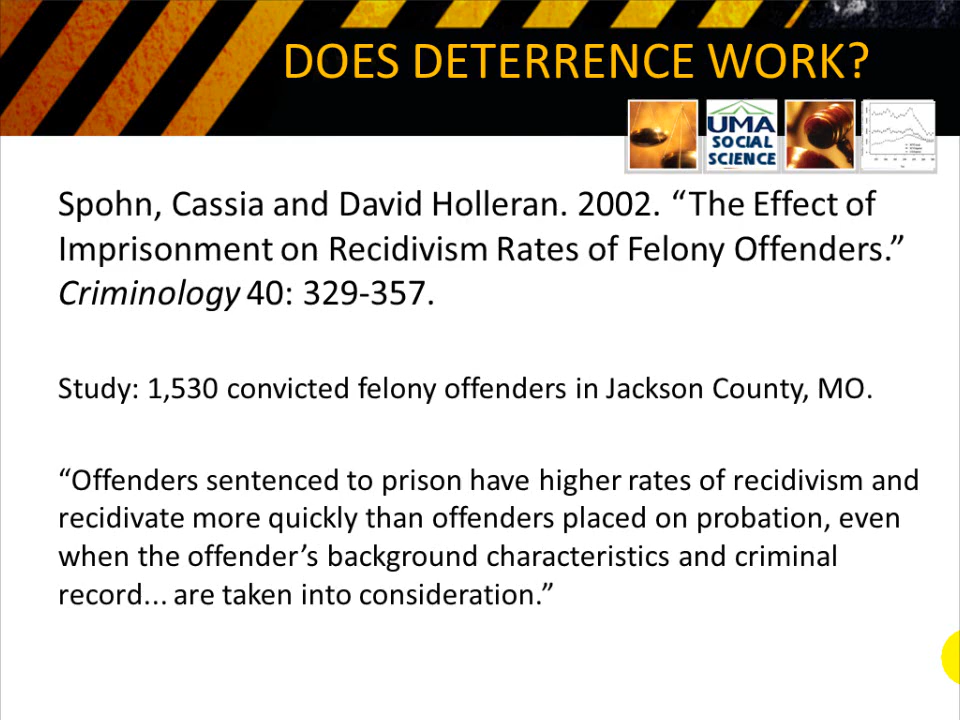 DOES DETERRENCE WORK?
UMA
SOCIAL
SCIENCE
Spohn, Cassia and David Holleran. 2002. “The Effect of
Imprisonment on Recidivism Rates of Felony Offenders.”
Criminology 40: 329-357.
Study: 1,530 convicted felony offenders in Jackson County, MO.
“Offenders sentenced to prison have higher rates of recidivism and
recidivate more quickly than offenders placed on probation, even
when the offender’s background characteristics and criminal
record... are taken into consideration.”